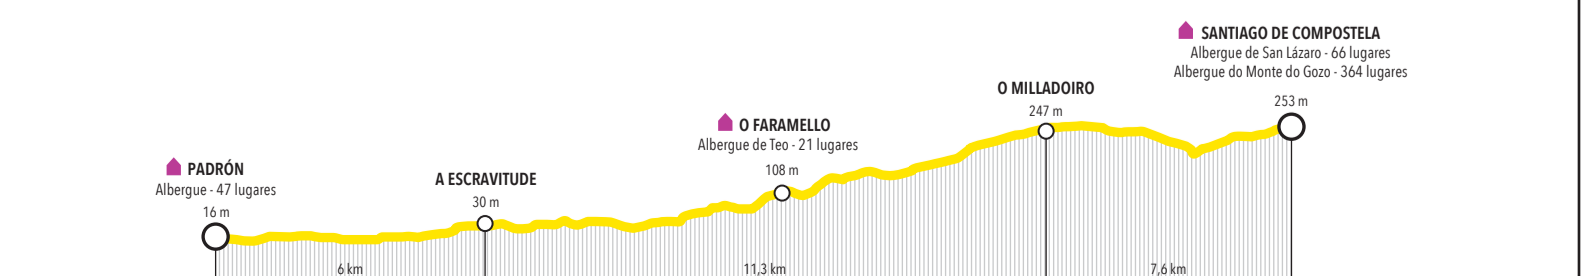 PADRÓN
Albergue - 47 lugares
16 m
A ESCRAVITUDE
30 m
O FARAMELLO
Albergue de Teo - 21 lugares
108 m
O MILLADOIRO
247 m
SANTIAGO DE COMPOSTELA
Albergue de San Lázaro - 66 lugares
Albergue do Monte do Gozo - 364 lugares
253 m
6 km
11,3 km
7,6 km